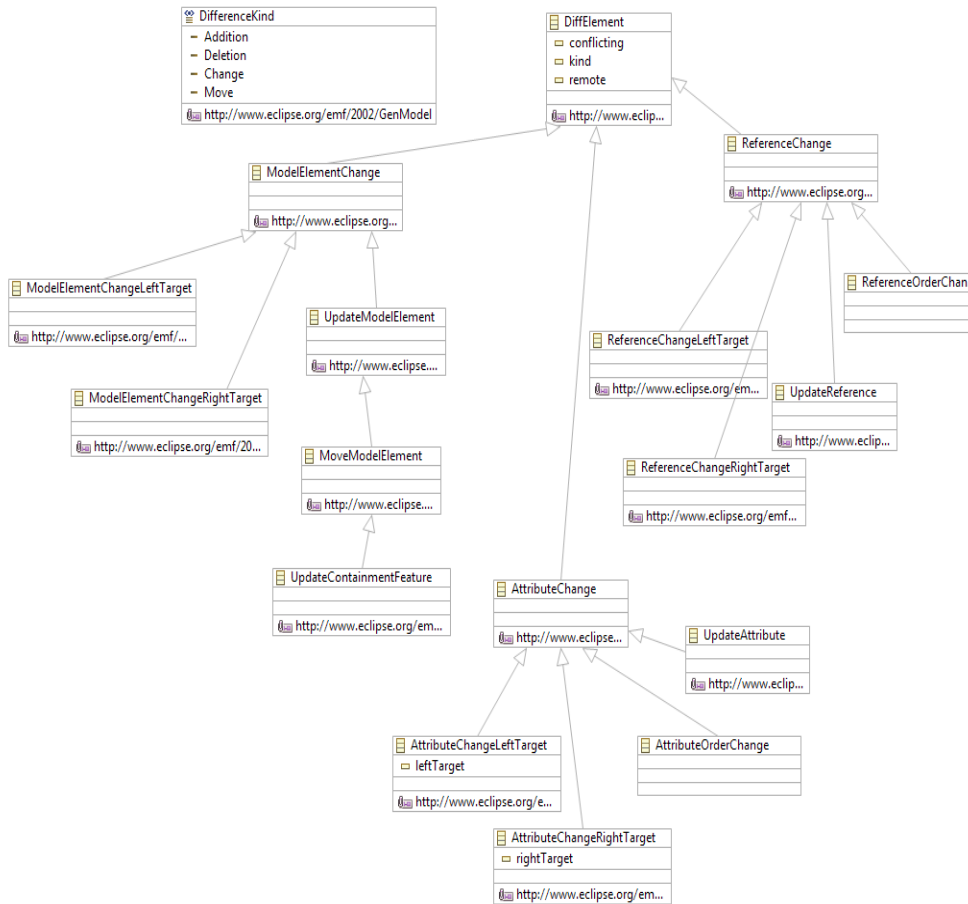 DifferenceKind
Addition
Deletion
Change
Move
http://www.eclipse.org/emf/2002/GenModel
DiffElement
conflicting
kind
remote
http://www.eclip...
ModelElementChange
http://www.eclipse.org...
ReferenceChange
http://www.eclipse.org...
ModelElementChangeLeftTarget
http://www.eclipse.org/emf/...
UpdateModelElement
http://www.eclipse....
ReferenceOrderChan
ReferenceChangeLeftTarget
http://www.eclipse.org/em...
ModelElementChangeRightTarget
http://www.eclipse.org/emf/20...
UpdateReference
http://www.eclip...
MoveModelElement
http://www.eclipse....
ReferenceChangeRightTarget
http://www.eclipse.org/emf...
UpdateContainmentFeature
http://www.eclipse.org/em...
AttributeChange
http://www.eclipse...
UpdateAttribute
http://www.eclip...
AttributeChangeLeftTarget
leftTarget
http://www.eclipse.org/e...
AttributeOrderChange
AttributeChangeRightTarget
rightTarget
http://www.eclipse.org/em...